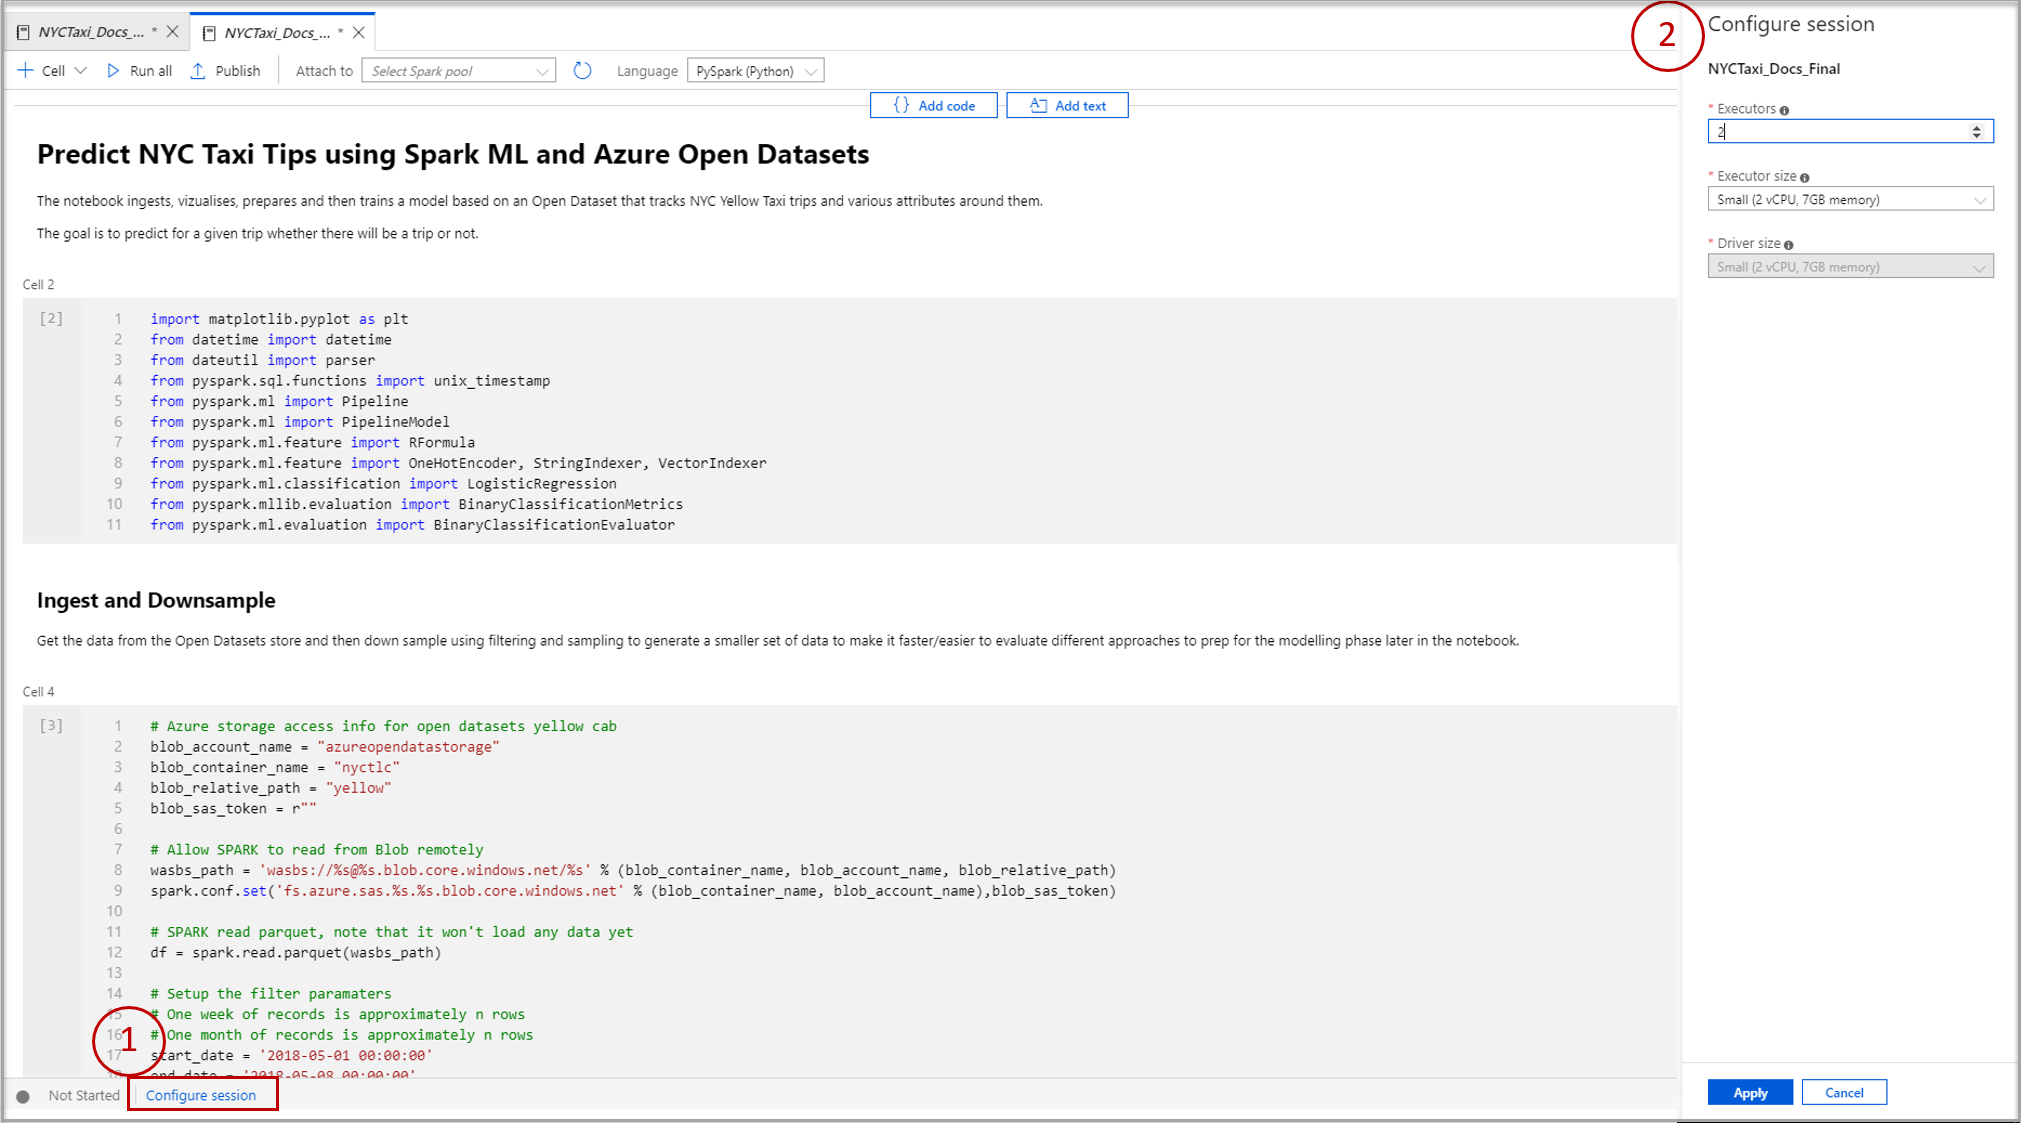 NYCTaxi_Docs_... *
NYCTaxi_Docs_... *
Cell
Run all
Publish
Attach to
Select Spark pool
Language
PySpark (Python)
Add code
Add text
Predict NYC Taxi Tips using Spark ML and Azure Open Datasets
The notebook ingests, vizualises, prepares and then trains a model based on an Open Dataset that tracks NYC Yellow Taxi trips and various attributes around them.
The goal is to predict for a given trip whether there will be a trip or not.
Cell 2
[2]
1 import matplotlib.pyplot as plt
2 from datetime import datetime
3 from dateutil import parser
4 from pyspark.sql.functions import unix_timestamp
5 from pyspark.ml import Pipeline
6 from pyspark.ml import PipelineModel
7 from pyspark.ml.feature import RFormula
8 from pyspark.ml.feature import OneHotEncoder, StringIndexer, VectorIndexer
9 from pyspark.ml.classification import LogisticRegression
10 from pyspark.mllib.evaluation import BinaryClassificationMetrics
11 from pyspark.ml.evaluation import BinaryClassificationEvaluator
Ingest and Downsample
Get the data from the Open Datasets store and then down sample using filtering and sampling to generate a smaller set of data to make it faster/easier to evaluate different approaches to prep for the modelling phase later in the notebook.
Cell 4
[3]
1 # Azure storage access info for open datasets yellow cab
2 blob_account_name = "azureopendatastorage"
3 blob_container_name = "nyctlc"
4 blob_relative_path = "yellow"
5 blob_sas_token = r""
6
7 # Allow SPARK to read from Blob remotely
8 wasbs_path = 'wasbs://%s@%s.blob.core.windows.net/%s' % (blob_container_name, blob_account_name, blob_relative_path)
9 spark.conf.set('fs.azure.sas.%s.%s.blob.core.windows.net' % (blob_container_name, blob_account_name),blob_sas_token)
10
11 # SPARK read parquet, note that it won't load any data yet
12 df = spark.read.parquet(wasbs_path)
13
14 # Setup the filter paramaters
15 # One week of records is approximately n rows
16 # One month of records is approximately n rows
17 start_date = '2018-05-01 00:00:00'
18 end_date = '2018-05-08 00:00:00'
1
Not Started
Configure session
2
Configure session
NYCTaxi_Docs_Final
* Executors
2
* Executor size
Small (2 vCPU, 7GB memory)
* Driver size
Small (2 vCPU, 7GB memory)
Apply
Cancel